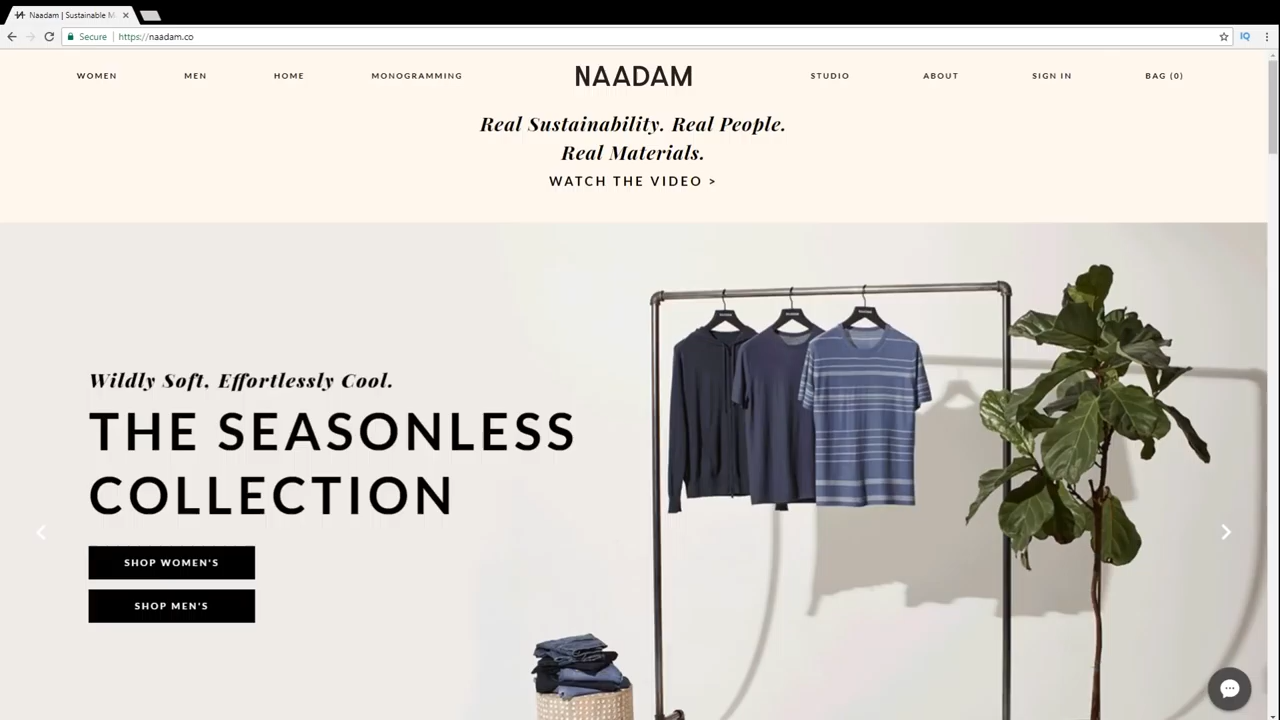 Naadam | Sustainable M
Secure
https://naadam.co
IQ
WOMEN
MEN
HOME
MONOGRAMMING
NAADAM
STUDIO
ABOUT
SIGN IN
BAG (0)
Real Sustainability. Real People.
Real Materials.
WATCH THE VIDEO >
Wildly Soft, Effortlessly Cool.
THE SEASONLESS
COLLECTION
SHOP WOMEN'S
SHOP MEN'S